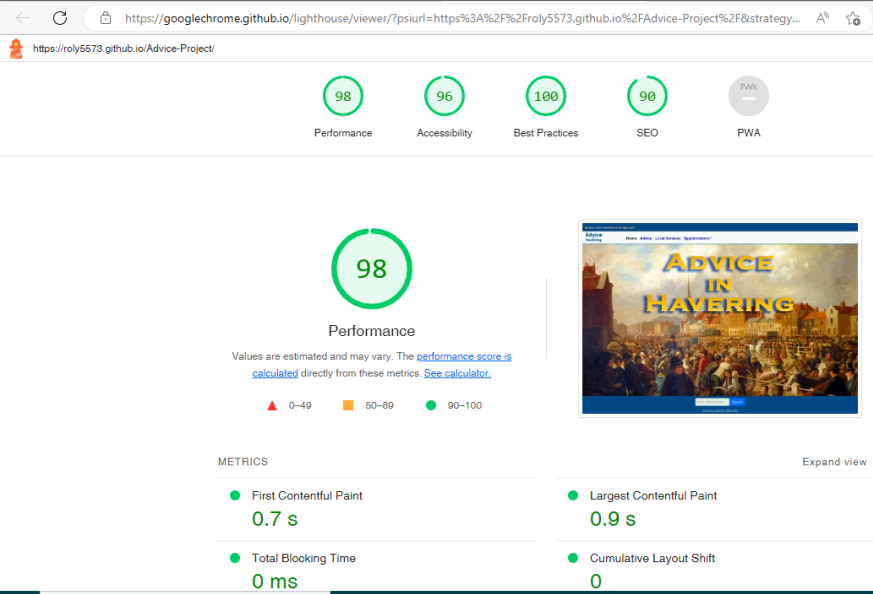 https://googlechrome.github.io/lighthouse/viewer/?psiurl=https%3A%2F%2Froly5573.github.io%2FAdvice-Project%2F&strategy...
https://roly5573.github.io/Advice-Project/
98 96 100 90 PWA
Performance Accessibility Best Practices SEO PWA
98
Performance
Values are estimated and may vary. The performance score is
calculated directly from these metrics. See calculator.
0–49 50–89 90–100
Advice
Havering
Home Advice Local Services Appointments
ADVICE
IN
HAVERING
METRICS Expand view
First Contentful Paint Largest Contentful Paint
0.7 s 0.9 s
Total Blocking Time Cumulative Layout Shift
0 ms 0